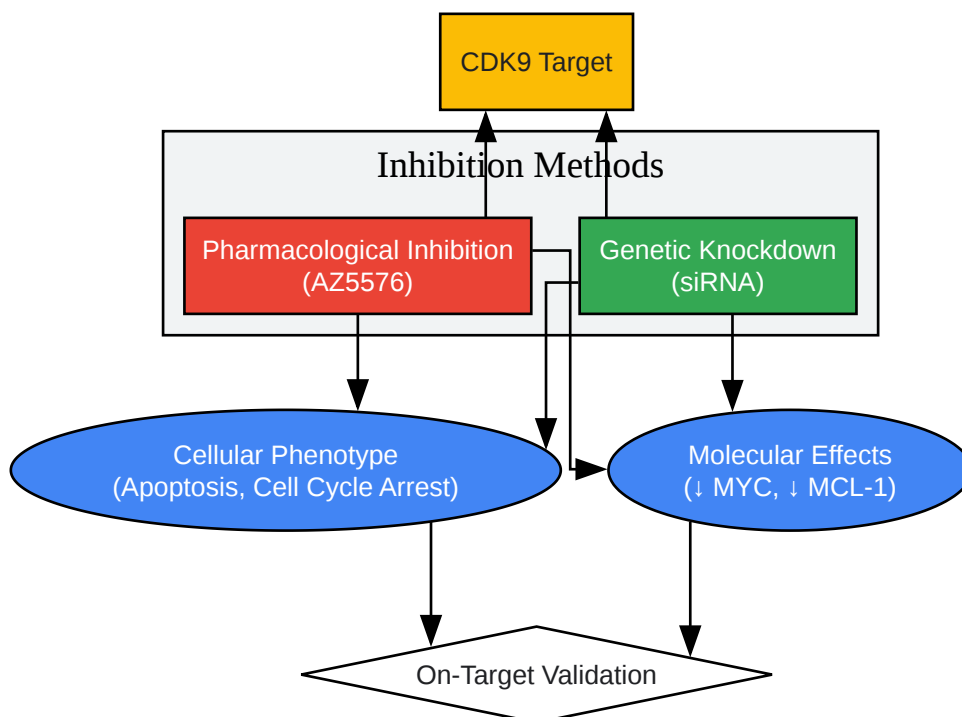 CDK9 Target
Inhibition Methods
Pharmacological Inhibition
(AZ5576)
Genetic Knockdown
(siRNA)
Cellular Phenotype
(Apoptosis, Cell Cycle Arrest)
Molecular Effects
(↓ MYC, ↓ MCL-1)
On-Target Validation